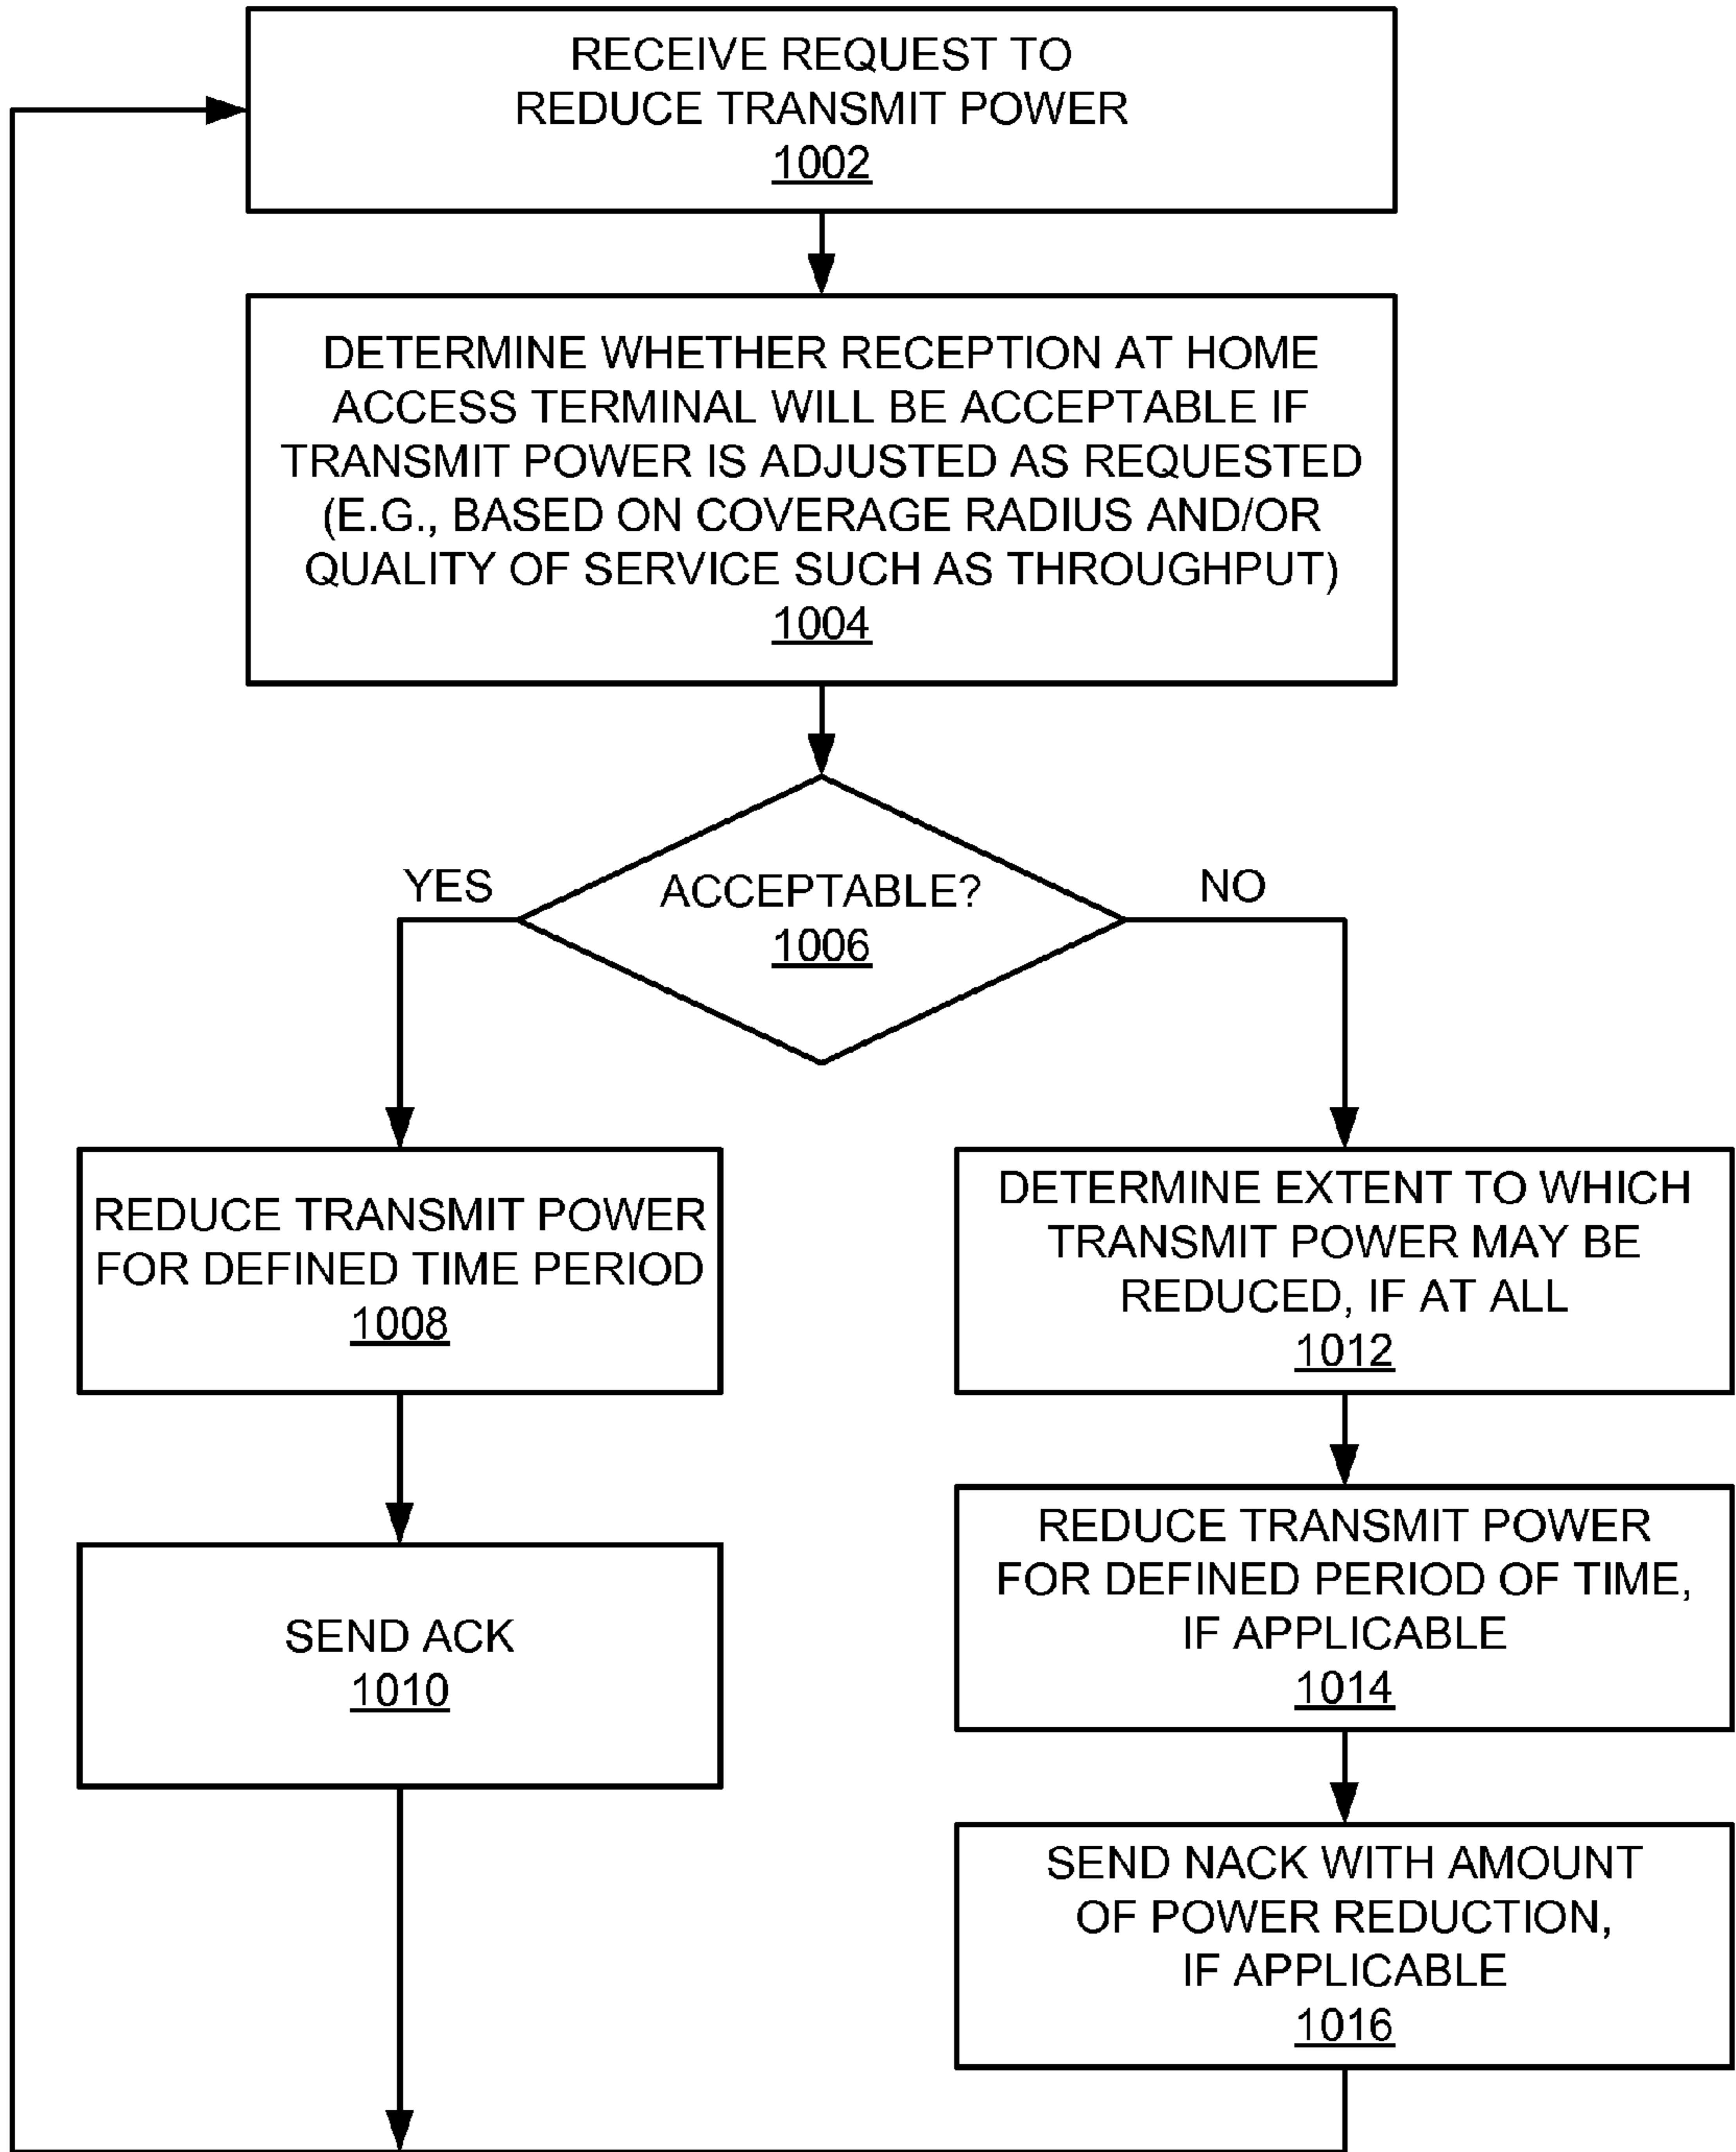 RECEIVE REQUEST TO
REDUCE TRANSMIT POWER
1002
DETERMINE WHETHER RECEPTION AT HOME
ACCESS TERMINAL WILL BE ACCEPTABLE IF
TRANSMIT POWER IS ADJUSTED AS REQUESTED
(E.G., BASED ON COVERAGE RADIUS AND/OR
QUALITY OF SERVICE SUCH AS THROUGHPUT)
1004
YES
ACCEPTABLE?
1006
NO
REDUCE TRANSMIT POWER
FOR DEFINED TIME PERIOD
1008
SEND ACK
1010
DETERMINE EXTENT TO WHICH
TRANSMIT POWER MAY BE
REDUCED, IF AT ALL
1012
REDUCE TRANSMIT POWER
FOR DEFINED PERIOD OF TIME,
IF APPLICABLE
1014
SEND NACK WITH AMOUNT
OF POWER REDUCTION,
IF APPLICABLE
1016